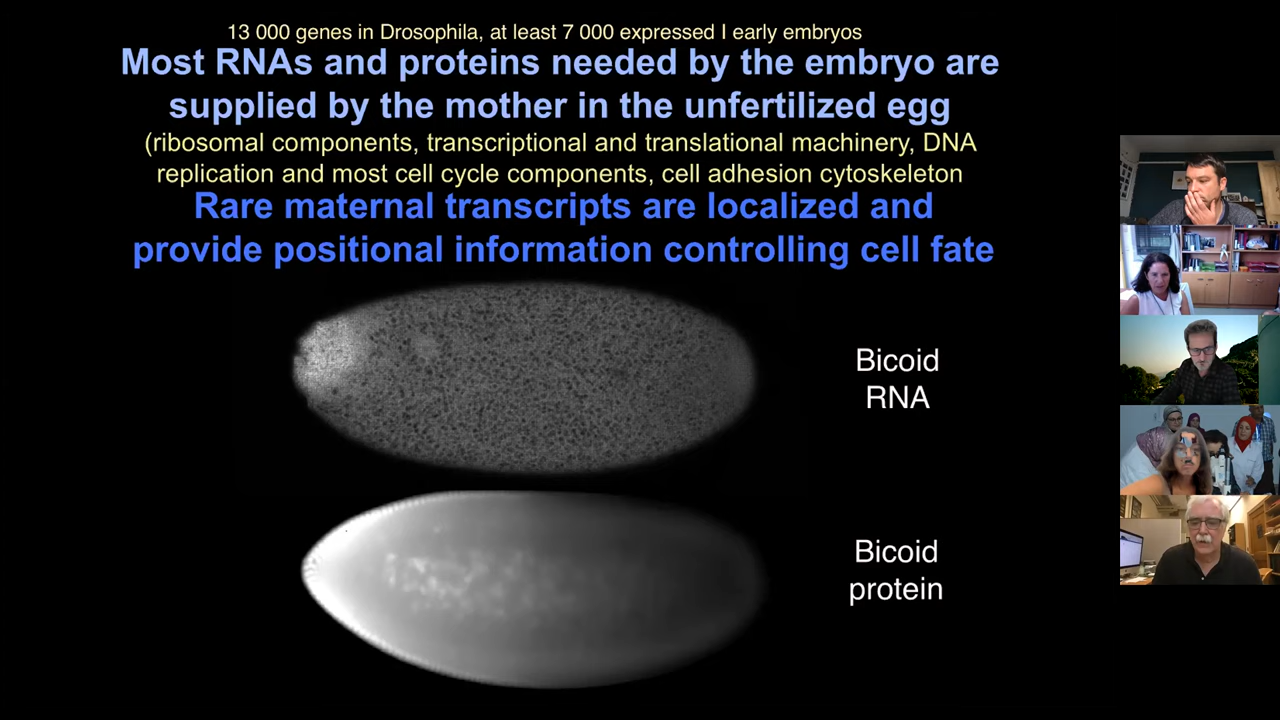 13 000 genes in Drosophila, at least 7 000 expressed I early embryos
Most RNAs and proteins needed by the embryo are
supplied by the mother in the unfertilized egg
(ribosomal components, transcriptional and translational machinery, DNA
replication and most cell cycle components, cell adhesion cytoskeleton
Rare maternal transcripts are localized and
provide positional information controlling cell fate
Bicoid
RNA
Bicoid
protein